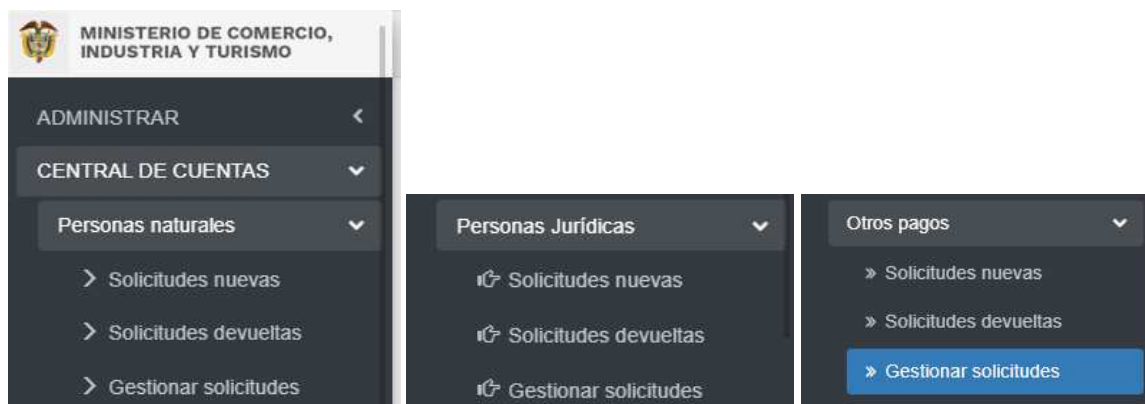 MINISTERIO DE COMERCIO,
INDUSTRIA Y TURISMO
ADMINISTRAR
CENTRAL DE CUENTAS
Personas naturales
Solicitudes nuevas
Solicitudes devueltas
Gestionar solicitudes
Personas Jurídicas
Solicitudes nuevas
Solicitudes devueltas
Gestionar solicitudes
Otros pagos
Solicitudes nuevas
Solicitudes devueltas
Gestionar solicitudes